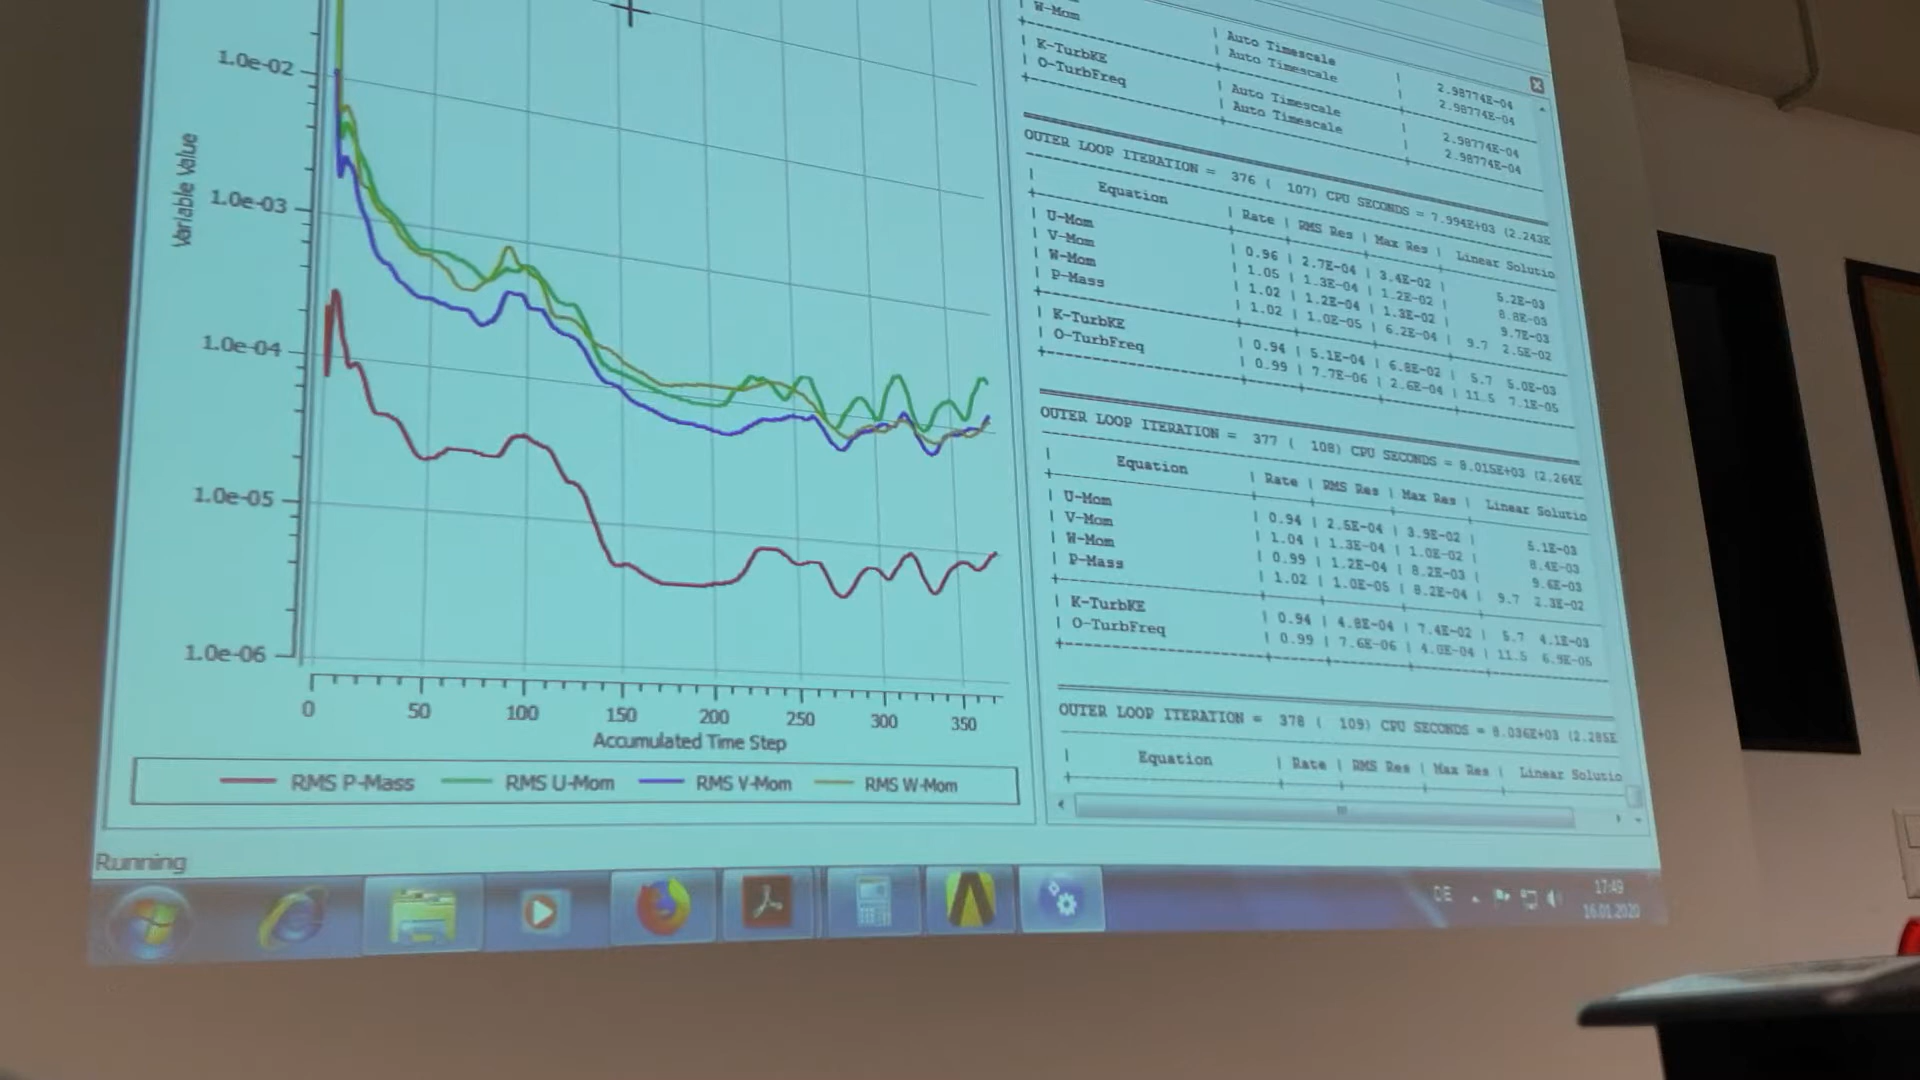 1.0e-02
1.0e-03
1.0e-04
1.0e-05
1.0e-06
Variable Value
0 50 100 150 200 250 300 350
Accumulated Time Step
RMS P-Mass RMS U-Mom RMS V-Mom RMS W-Mom
Running
W-Mom | Auto Timescale | 2.98774E-04
| Auto Timescale | 2.98774E-04
K-TurbKE | Auto Timescale | 2.98774E-04
O-TurbFreq | Auto Timescale | 2.98774E-04
OUTER LOOP ITERATION = 376 ( 107) CPU SECONDS = 7.994E+03 (2.243E
| Equation | Rate | RMS Res | Max Res | Linear Solutio
| U-Mom | 0.96 | 2.7E-04 | 3.4E-02 | 5.2E-03
| V-Mom | 1.05 | 1.3E-04 | 1.2E-02 | 8.8E-03
| W-Mom | 1.02 | 1.2E-04 | 1.3E-02 | 9.7E-03
| P-Mass | 1.02 | 1.0E-05 | 6.2E-04 | 9.7 2.5E-02
| K-TurbKE | 0.94 | 5.1E-04 | 6.8E-02 | 5.7 5.0E-03
| O-TurbFreq | 0.99 | 7.7E-06 | 2.6E-04 | 11.5 7.1E-05
OUTER LOOP ITERATION = 377 ( 108) CPU SECONDS = 8.015E+03 (2.264E
| Equation | Rate | RMS Res | Max Res | Linear Solutio
| U-Mom | 0.94 | 2.5E-04 | 3.9E-02 | 5.1E-03
| V-Mom | 1.04 | 1.3E-04 | 1.0E-02 | 8.4E-03
| W-Mom | 0.99 | 1.2E-04 | 8.2E-03 | 9.6E-03
| P-Mass | 1.02 | 1.0E-05 | 8.2E-04 | 9.7 2.3E-02
| K-TurbKE | 0.94 | 4.8E-04 | 7.4E-02 | 5.7 4.1E-03
| O-TurbFreq | 0.99 | 7.6E-06 | 4.0E-04 | 11.5 6.9E-05
OUTER LOOP ITERATION = 378 ( 109) CPU SECONDS = 8.036E+03 (2.285E
| Equation | Rate | RMS Res | Max Res | Linear Solutio
DE
17:49
16.01.2020